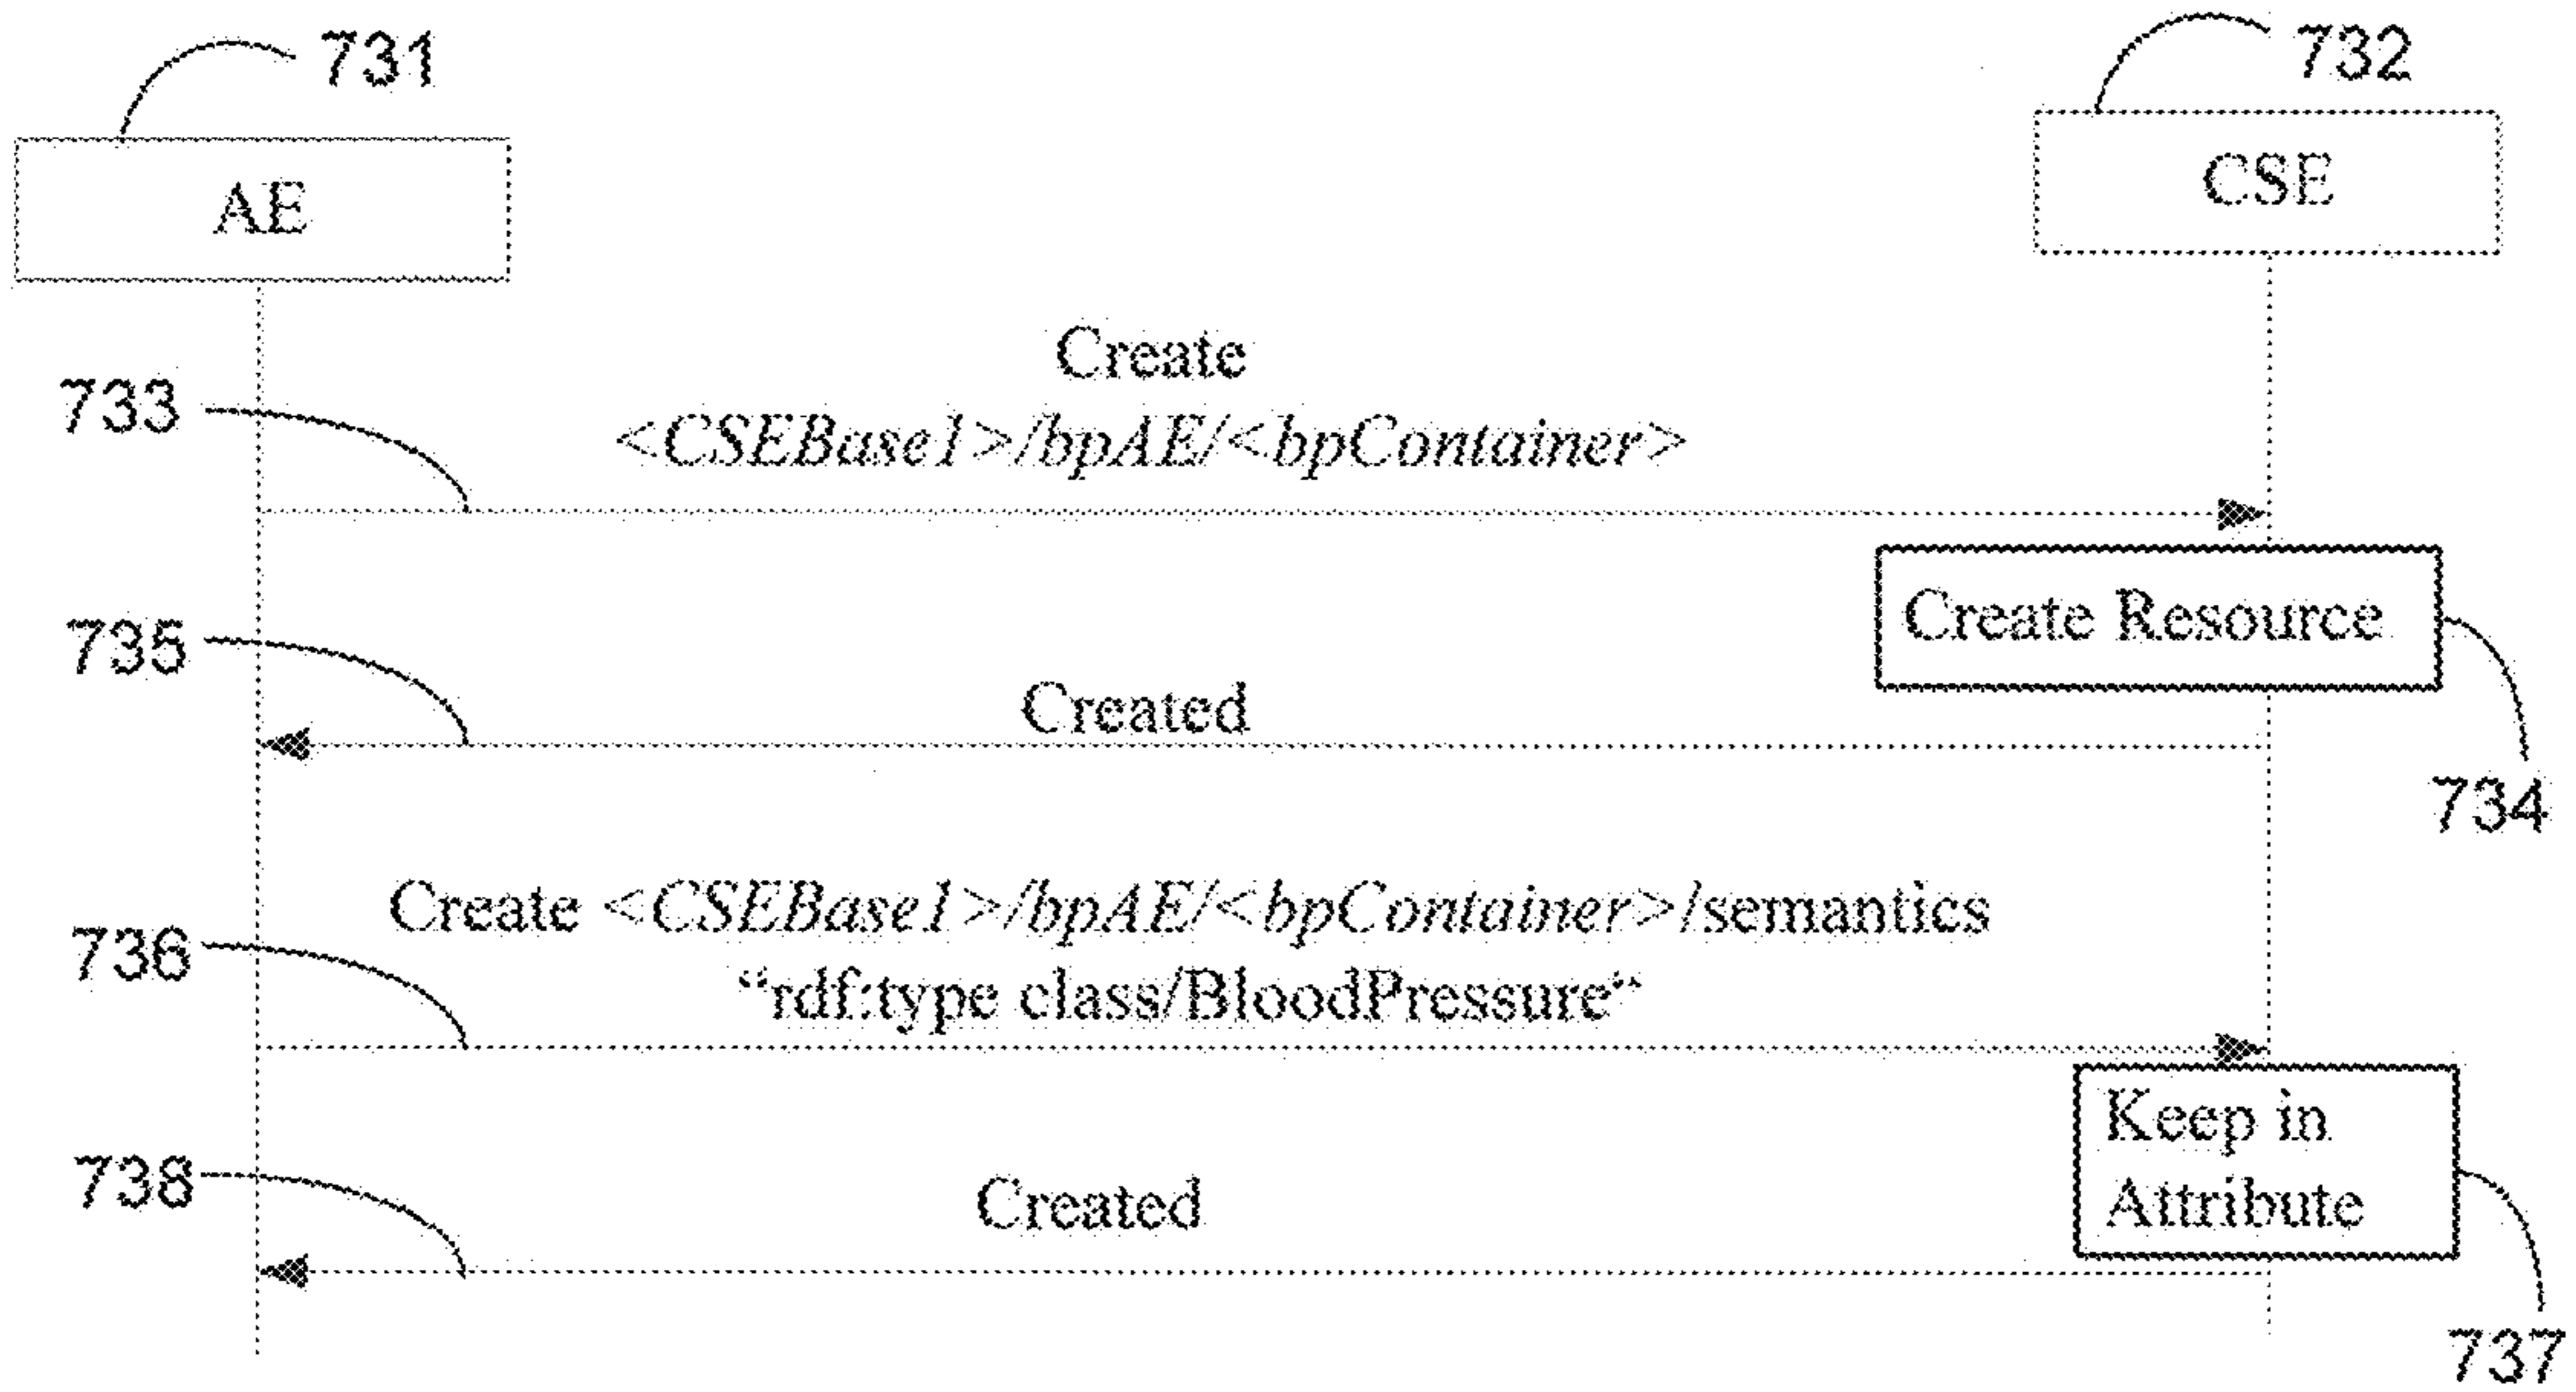 731
732
AE
CSE
Create
733
<CSEBase1>/bpAE/<bpContainer>
Create Resource
735
Created
734
Create <CSEBase1>/bpAE/<bpContainer>/semantics
736
“rdf:type class/BloodPressure“
Keep in
Attribute
738
Created
737